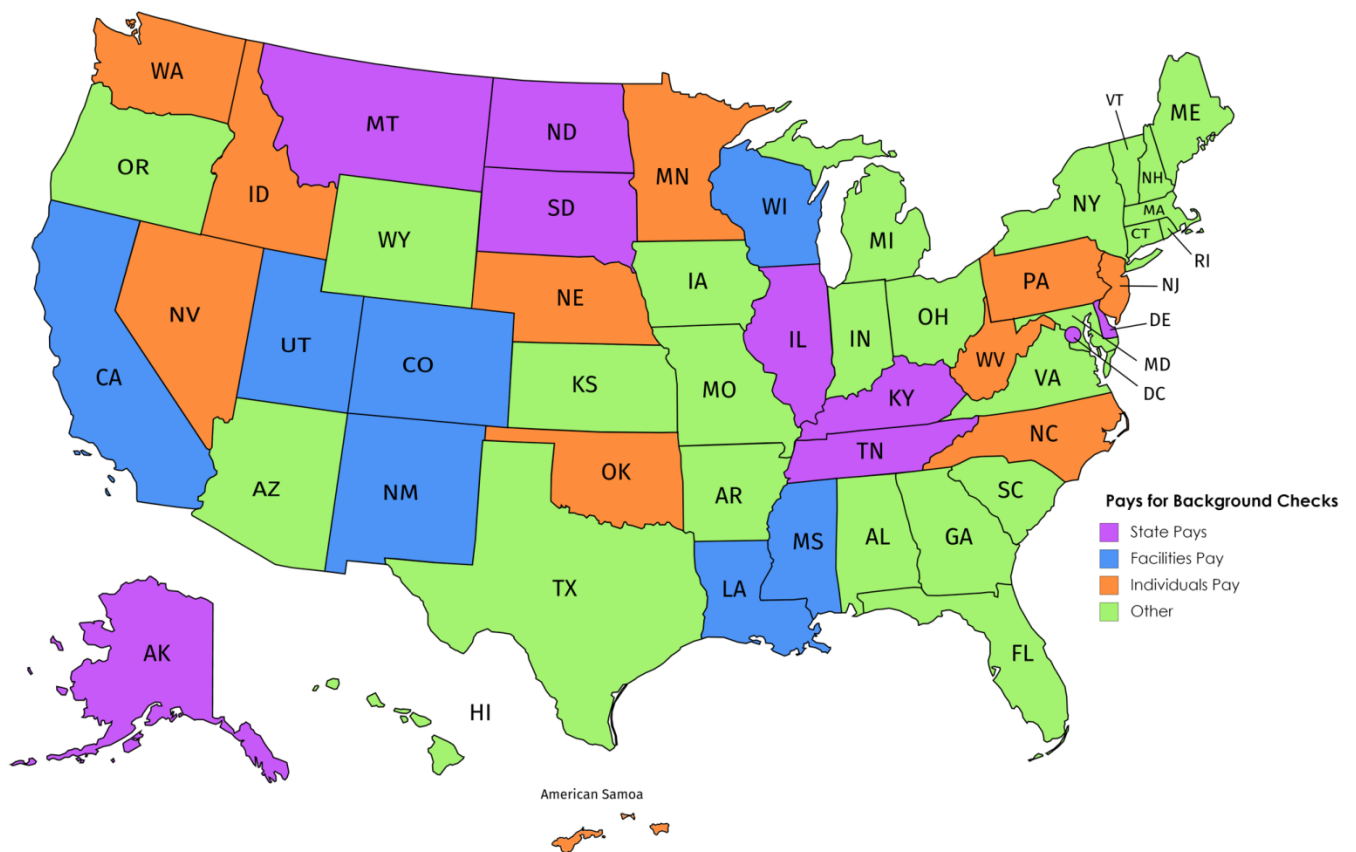 WA
MT
ND
MN
VT
ME
OR
ID
SD
WI
MI
NY
NH
MA
CT
RI
WY
IA
PA
NJ
NV
NE
IL
IN
OH
DE
UT
CO
WV
MD
CA
KS
MO
KY
VA
DC
TN
NC
AZ
NM
OK
AR
SC
MS
AL
GA
TX
LA
FL
Pays for Background Checks
State Pays
Facilities Pay
Individuals Pay
Other
AK
HI
American Samoa